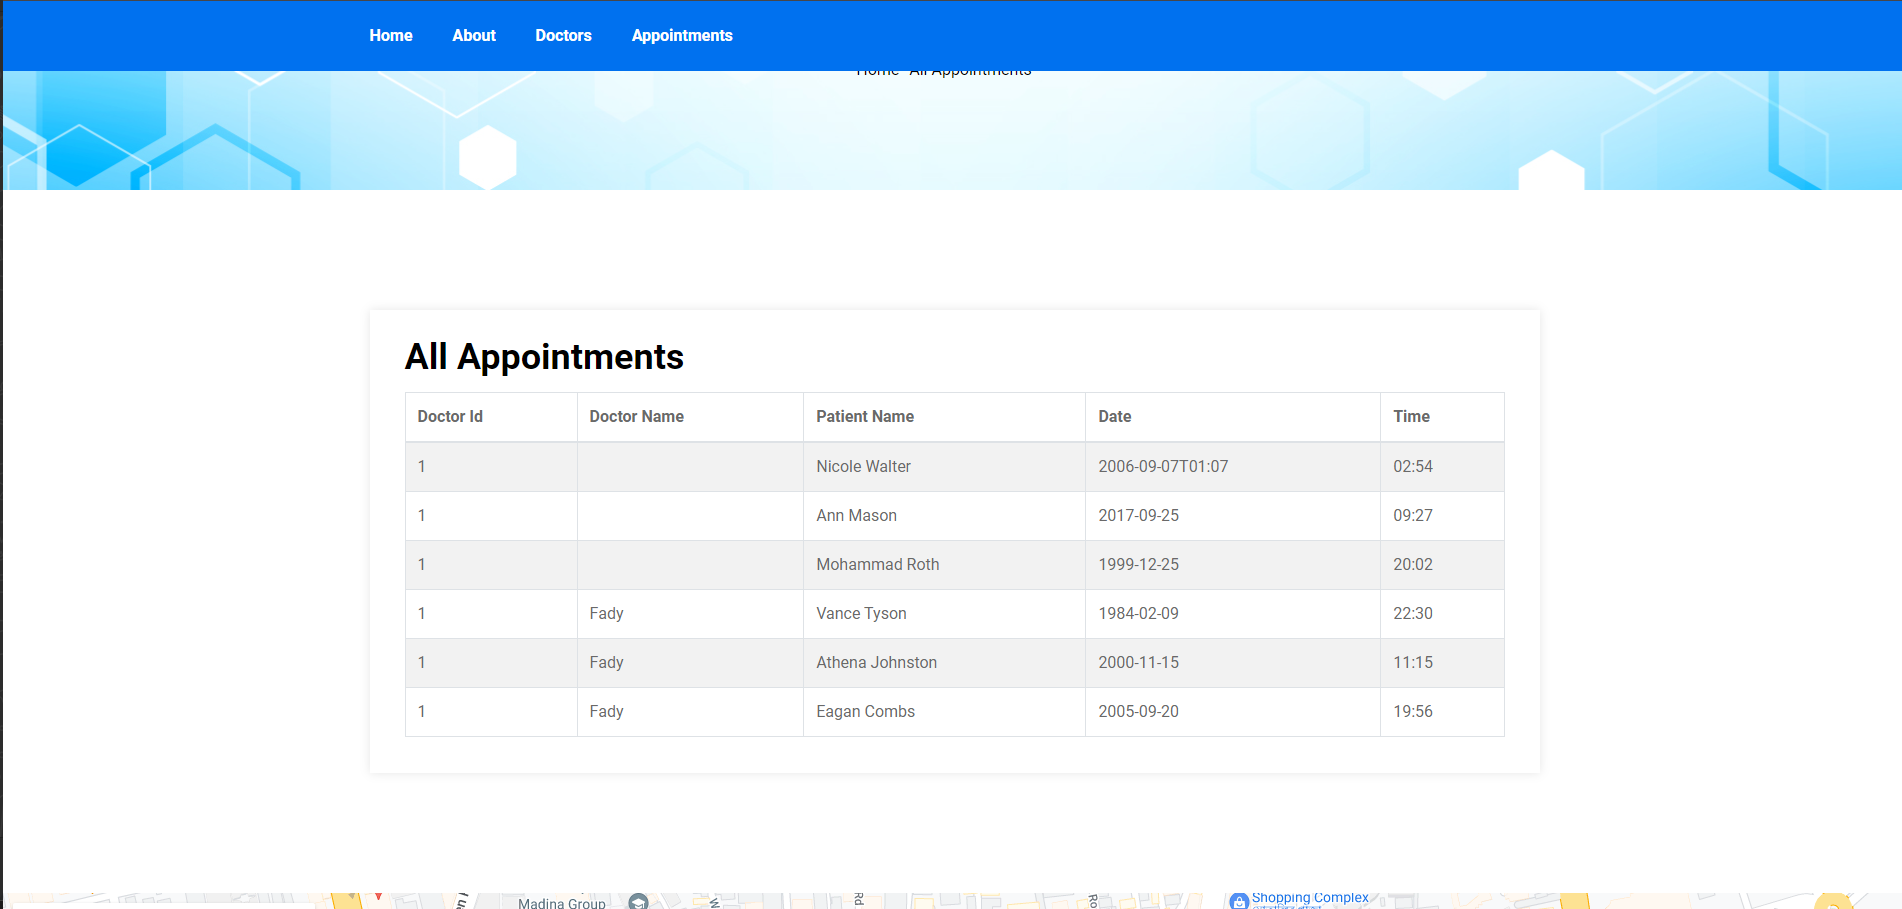 Home About Doctors Appointments
Home All Appointments
All Appointments
Doctor Id Doctor Name Patient Name Date Time
1 Nicole Walter 2006-09-07T01:07 02:54
1 Ann Mason 2017-09-25 09:27
1 Mohammad Roth 1999-12-25 20:02
1 Fady Vance Tyson 1984-02-09 22:30
1 Fady Athena Johnston 2000-11-15 11:15
1 Fady Eagan Combs 2005-09-20 19:56
Shopping Complex
Madina Group
Rd